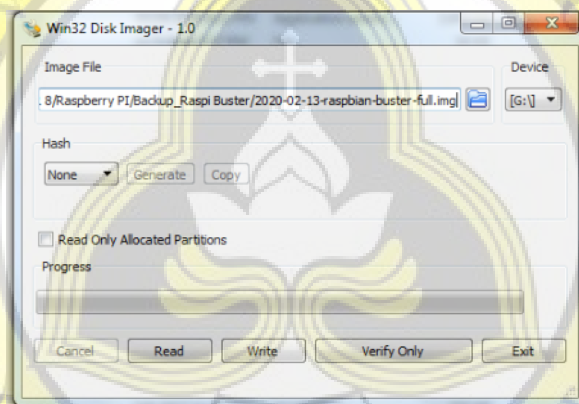 Win32 Disk Imager - 1.0
Image File
Device
. 8/Raspberry PI/Backup_Raspi Buster/2020-02-13-raspbian-buster-full.img
[G:\]
Hash
None
Generate
Copy
Read Only Allocated Partitions
Progress
Cancel
Read
Write
Verify Only
Exit